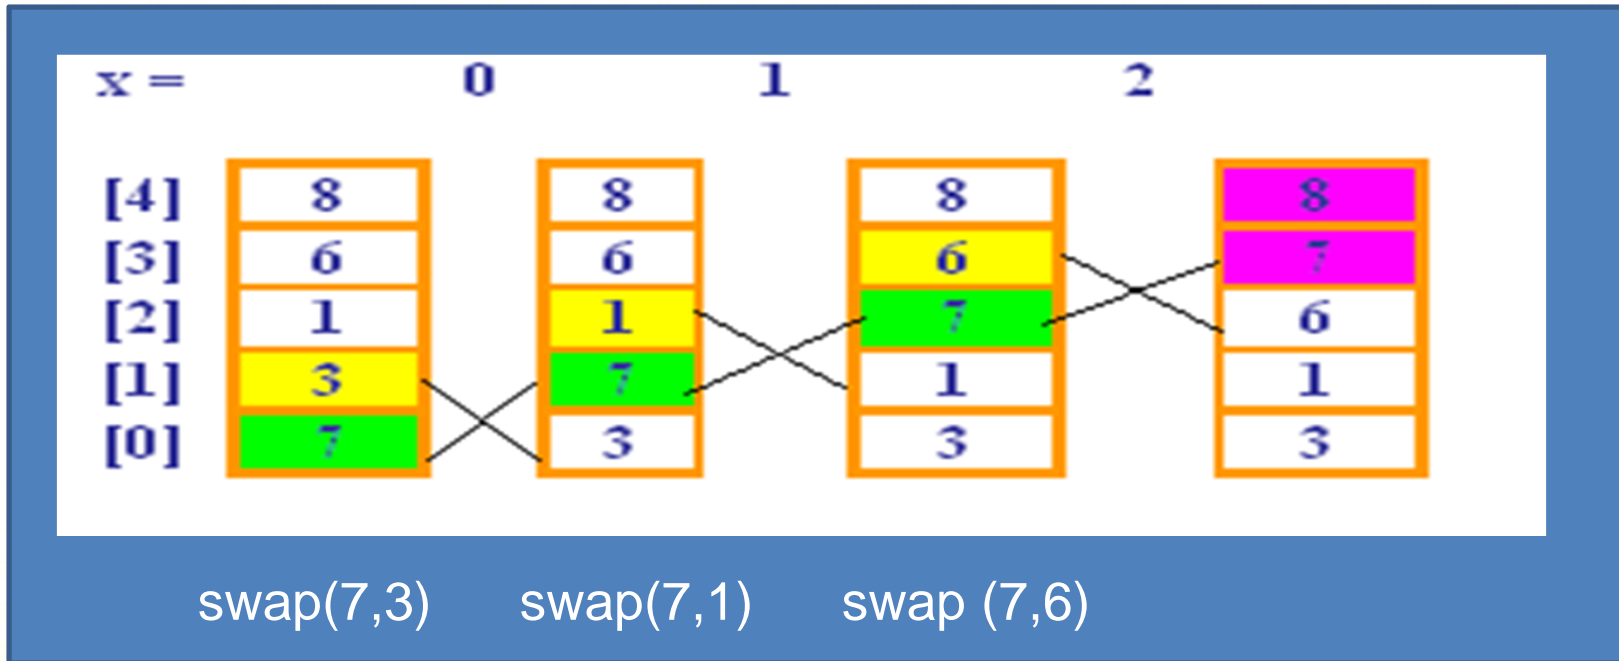 x = 0 1 2
[4] 8 8 8 8
[3] 6 6 6 7
[2] 1 1 7 6
[1] 3 7 1 1
[0] 7 3 3 3
swap(7,3) swap(7,1) swap (7,6)